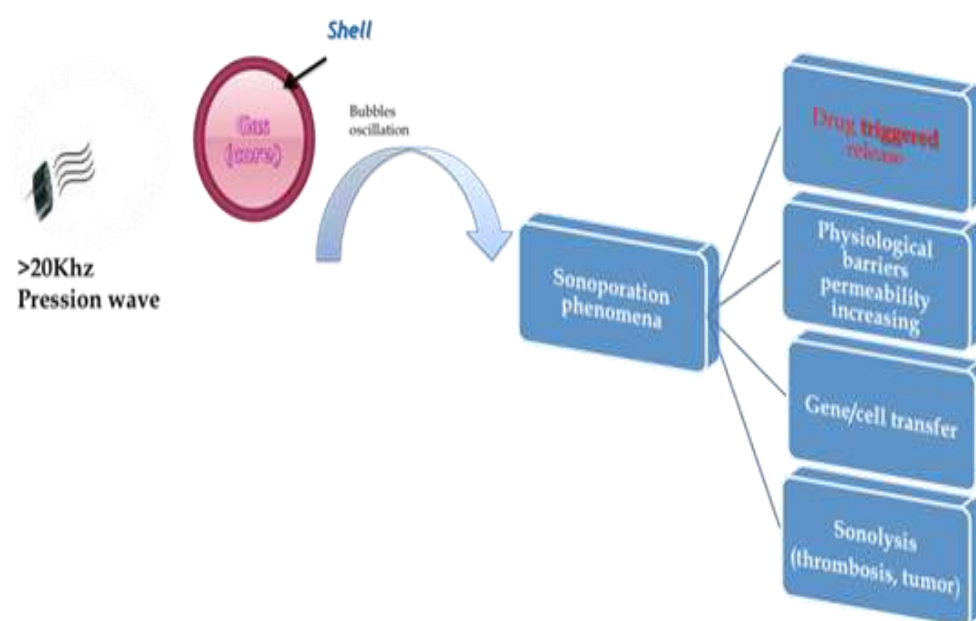 Shell
Gas
(core)
Bubbles
oscillation
>20Khz
Pression wave
Sonoporation
phenomena
Drug triggered
release
Physiological
barriers
permeability
increasing
Gene/cell transfer
Sonolysis
(thrombosis, tumor)